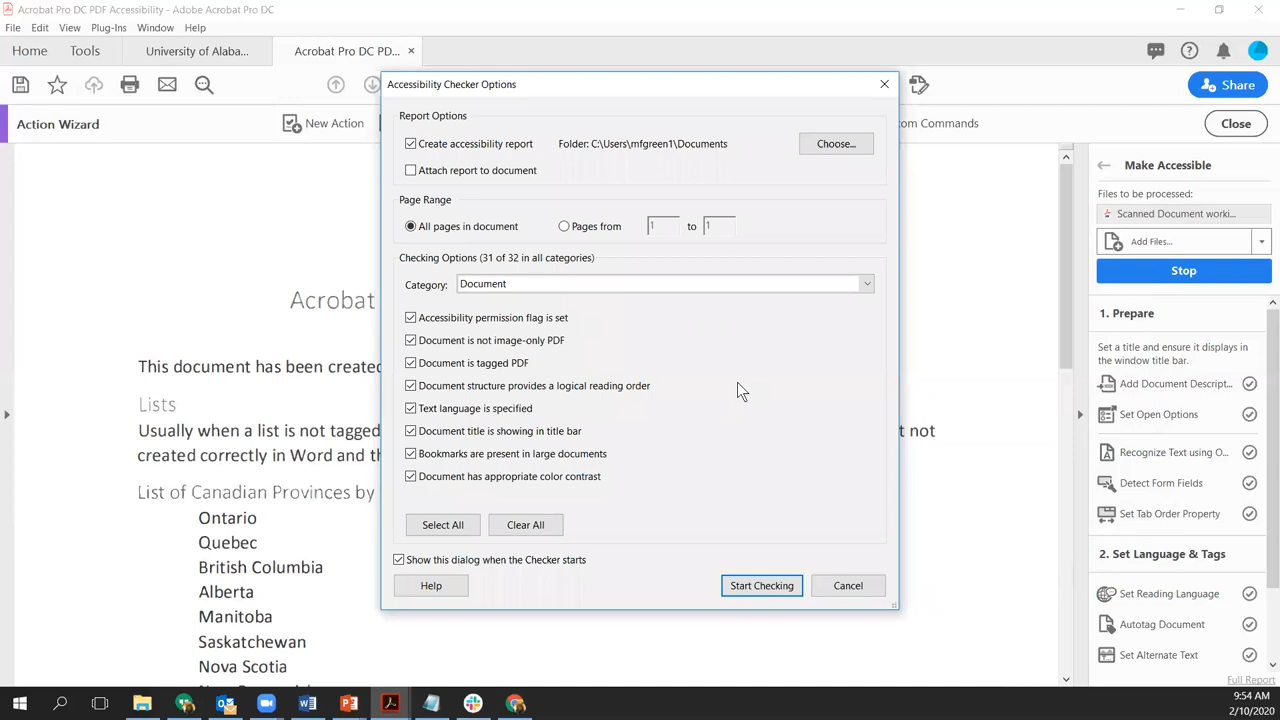 Acrobat Pro DC PDF Accessibility - Adobe Acrobat Pro DC
File Edit View Plug-Ins Window Help
Home Tools University of Alaba... Acrobat Pro DC PD... ×
Share
Action Wizard New Action om Commands Close
Accessibility Checker Options
Report Options
Create accessibility report Folder: C:\Users\mfgreen1\Documents Choose...
Attach report to document
Page Range
All pages in document Pages from 1 to 1
Checking Options (31 of 32 in all categories)
Category: Document
Accessibility permission flag is set
Document is not image-only PDF
Document is tagged PDF
Document structure provides a logical reading order
Text language is specified
Document title is showing in title bar
Bookmarks are present in large documents
Document has appropriate color contrast
Select All Clear All
Show this dialog when the Checker starts
Help Start Checking Cancel
Acrobat
This document has been created
Lists
Usually when a list is not tagged not
created correctly in Word and th
List of Canadian Provinces by
Ontario
Quebec
British Columbia
Alberta
Manitoba
Saskatchewan
Nova Scotia
Make Accessible
Files to be processed:
Scanned Document worki...
Add Files...
Stop
1. Prepare
Set a title and ensure it displays in
the window title bar.
Add Document Descript...
Set Open Options
Recognize Text using O...
Detect Form Fields
Set Tab Order Property
2. Set Language & Tags
Set Reading Language
Autotag Document
Set Alternate Text
Full Report
9:54 AM
2/10/2020